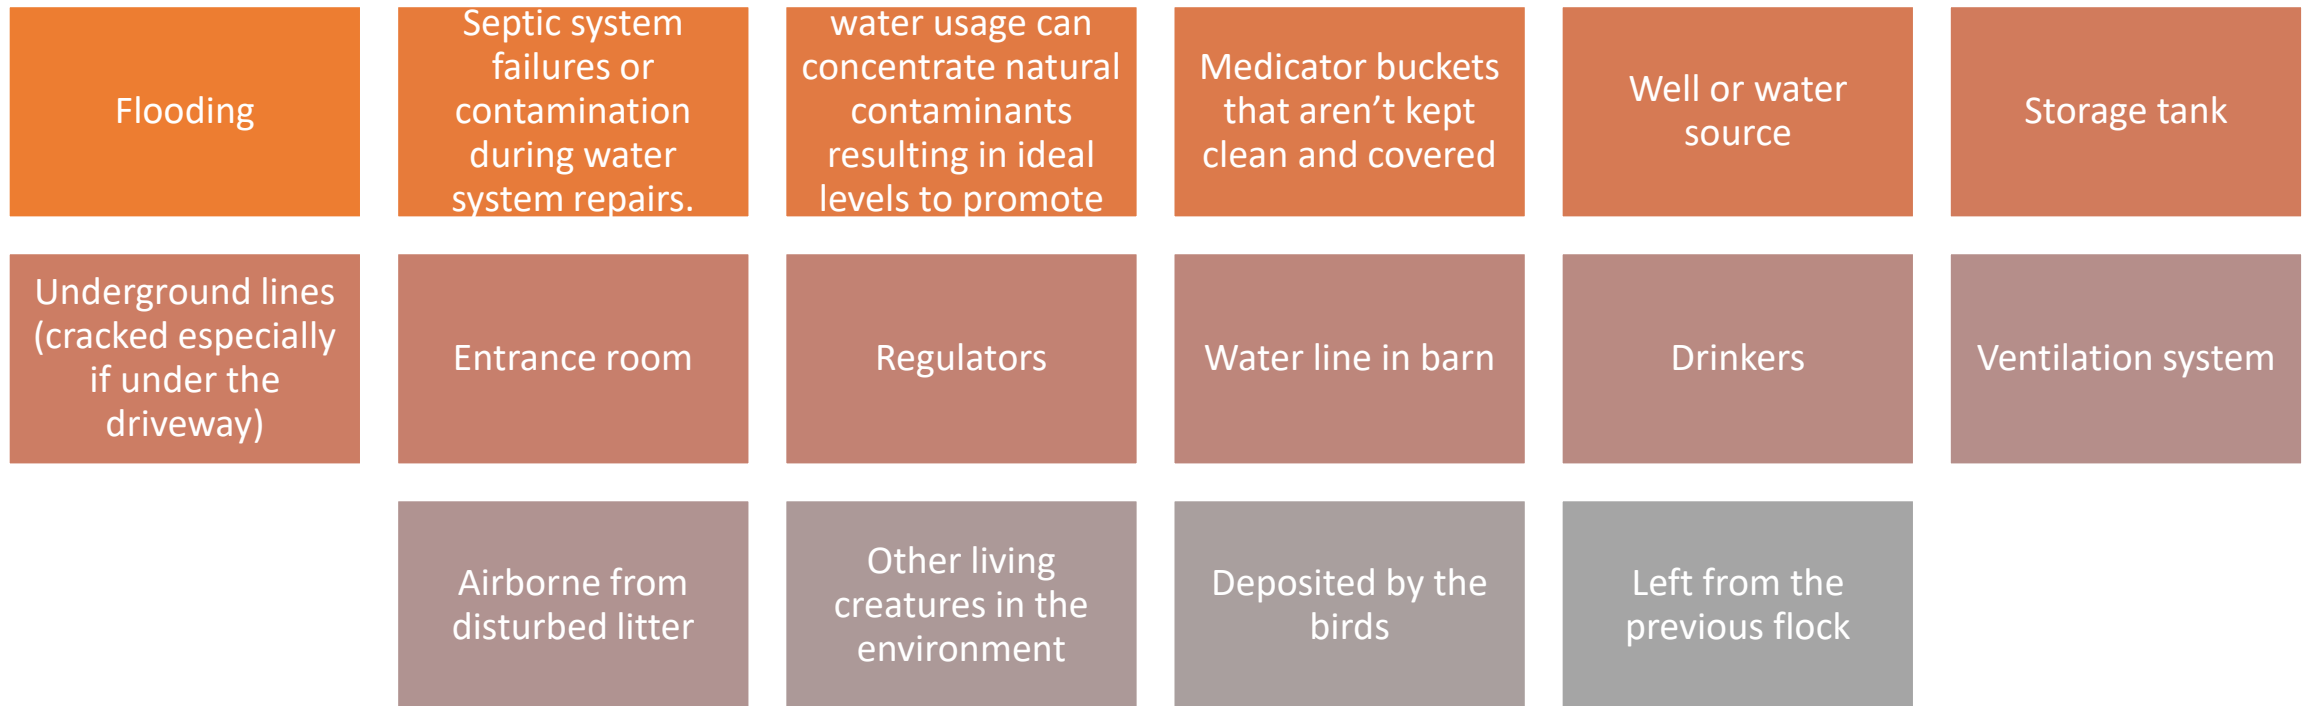 Flooding
Septic system
failures or
contamination
during water
system repairs.
water usage can
concentrate natural
contaminants
resulting in ideal
levels to promote
Medicator buckets
that aren’t kept
clean and covered
Well or water
source
Storage tank
Underground lines
(cracked especially
if under the
driveway)
Entrance room
Regulators
Water line in barn
Drinkers
Ventilation system
Airborne from
disturbed litter
Other living
creatures in the
environment
Deposited by the
birds
Left from the
previous flock